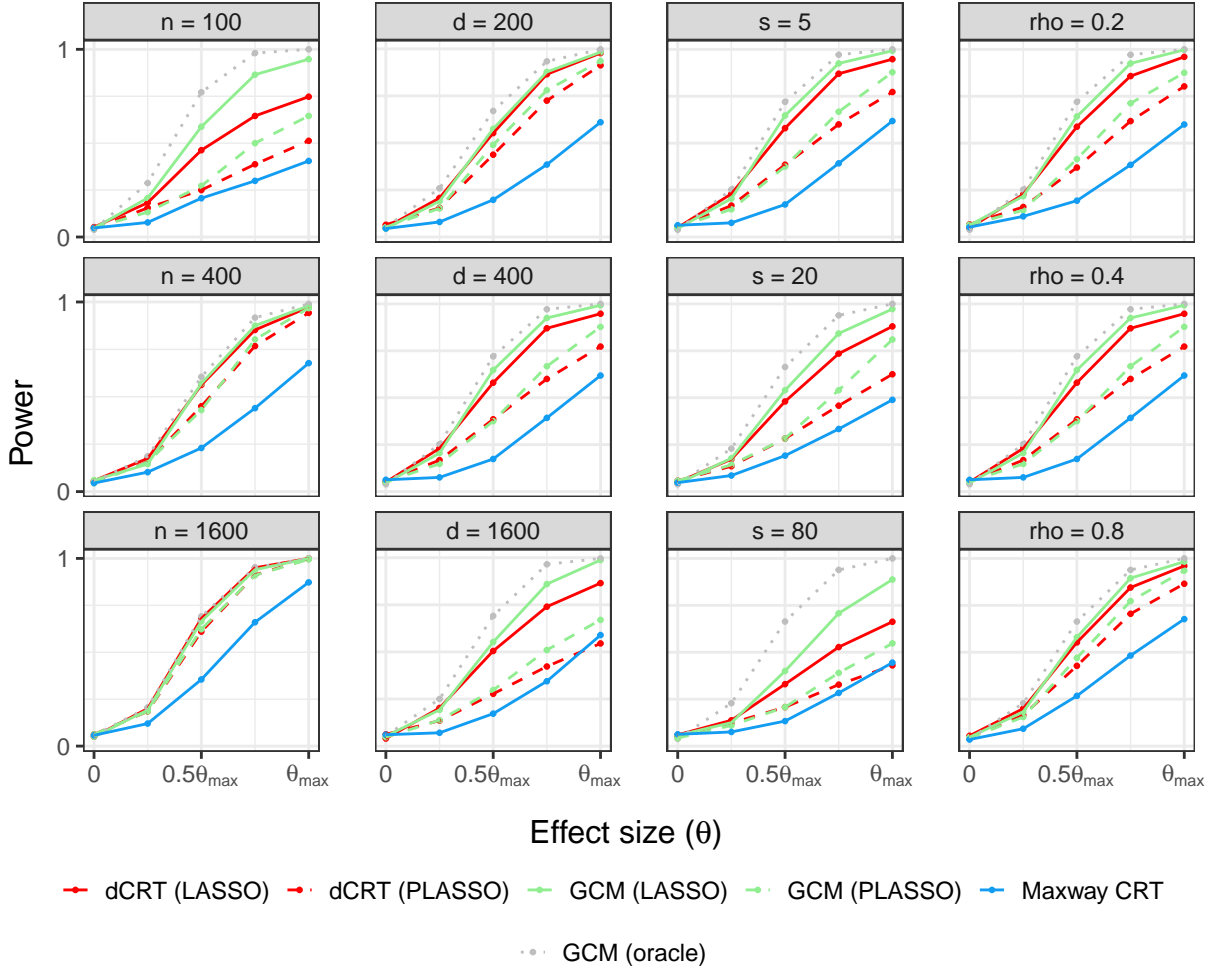 n = 100
d = 200
s = 5
rho = 0.2
1
0
n = 400
d = 400
s = 20
rho = 0.4
1
0
Power
n = 1600
d = 1600
s = 80
rho = 0.8
1
0
0 0.5θmax θmax
0 0.5θmax θmax
0 0.5θmax θmax
0 0.5θmax θmax
Effect size (θ)
dCRT (LASSO) dCRT (PLASSO) GCM (LASSO) GCM (PLASSO) Maxway CRT
GCM (oracle)